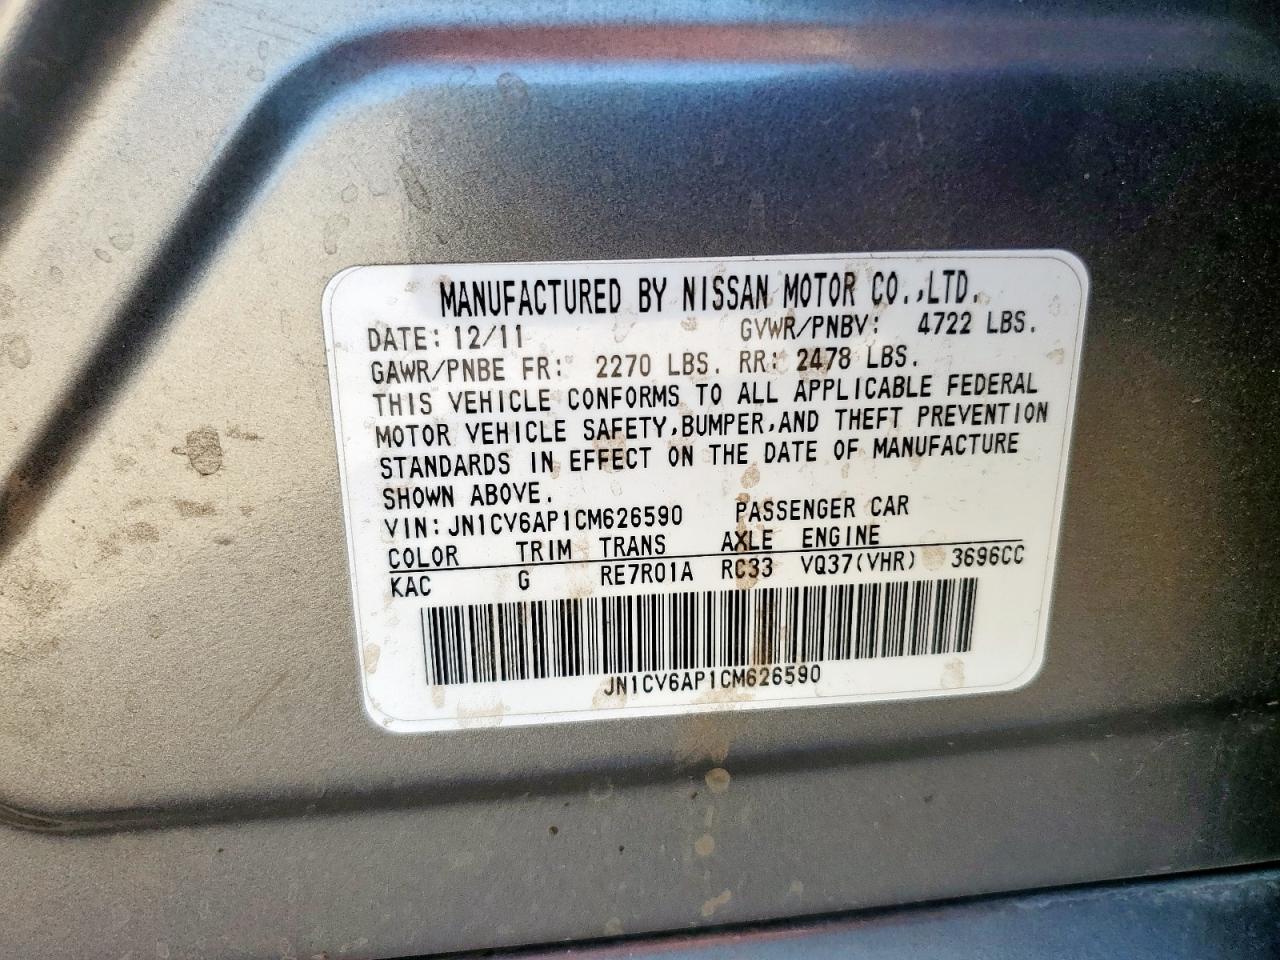 MANUFACTURED BY NISSAN MOTOR CO.,LTD.
DATE: 12/11 GVWR/PNBV: 4722 LBS.
GAWR/PNBE FR: 2270 LBS. RR: 2478 LBS.
THIS VEHICLE CONFORMS TO ALL APPLICABLE FEDERAL
MOTOR VEHICLE SAFETY,BUMPER,AND THEFT PREVENTION
STANDARDS IN EFFECT ON THE DATE OF MANUFACTURE
SHOWN ABOVE.
VIN: JN1CV6AP1CM626590 PASSENGER CAR
COLOR TRIM TRANS AXLE ENGINE
KAC G RE7R01A RC33 VQ37(VHR) 3696CC
JN1CV6AP1CM626590